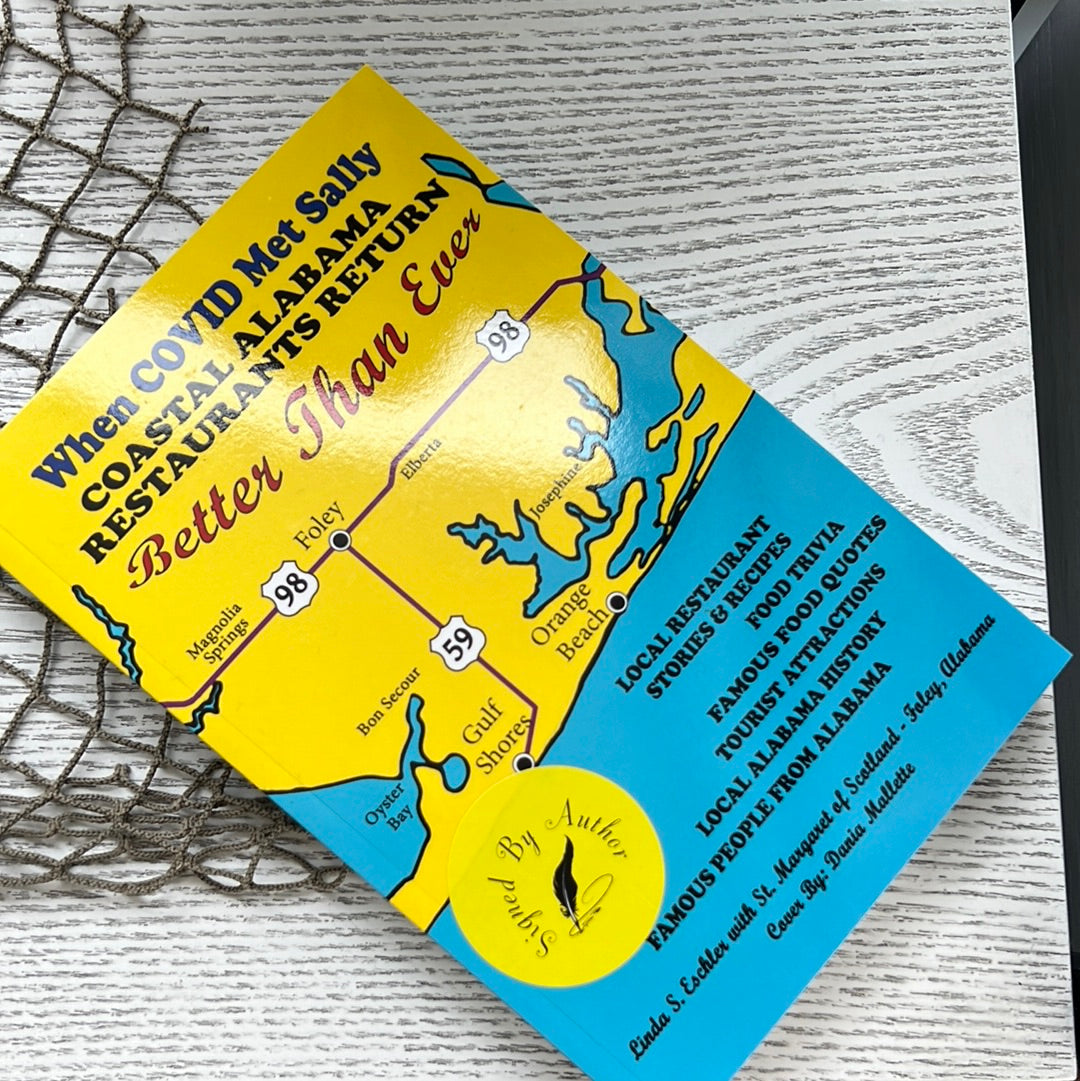 When COVID Met Sally
COASTAL ALABAMA
RESTAURANTS RETURN
Better Than Ever
98
Elberta
Josephine
Foley
98
Magnolia
Springs
59
Orange
Beach
Bon Secour
Gulf
Shores
Oyster
Bay
Signed By Author
LOCAL RESTAURANT
STORIES & RECIPES
FOOD TRIVIA
FAMOUS FOOD QUOTES
TOURIST ATTRACTIONS
LOCAL ALABAMA HISTORY
FAMOUS PEOPLE FROM ALABAMA
Linda S. Eschler with St. Margaret of Scotland - Foley, Alabama
Cover By: Dania Mallette